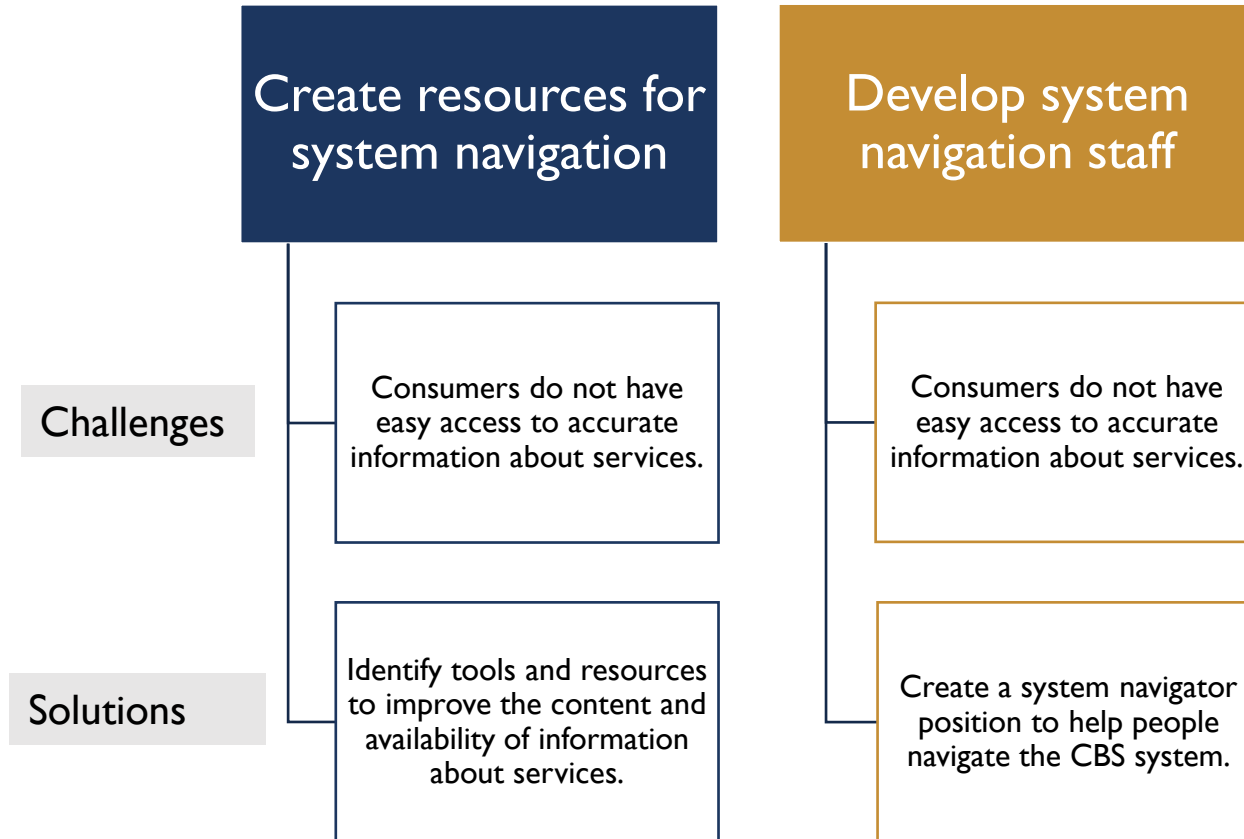 Create resources for
system navigation
Develop system
navigation staff
Challenges
Consumers do not have
easy access to accurate
information about services.
Consumers do not have
easy access to accurate
information about services.
Solutions
Identify tools and resources
to improve the content and
availability of information
about services.
Create a system navigator
position to help people
navigate the CBS system.